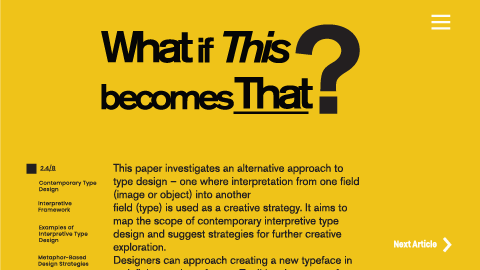 What if This
becomes That ?
2.4/8
Contemporary Type
Design
Interpretive
Framework
Examples of
Interpretive Type
Design
Metaphor-Based
Design Strategies
This paper investigates an alternative approach to
type design – one where interpretation from one field
(image or object) into another
field (type) is used as a creative strategy. It aims to
map the scope of contemporary interpretive type
design and suggest strategies for further creative
exploration.
Designers can approach creating a new typeface in
Next Article